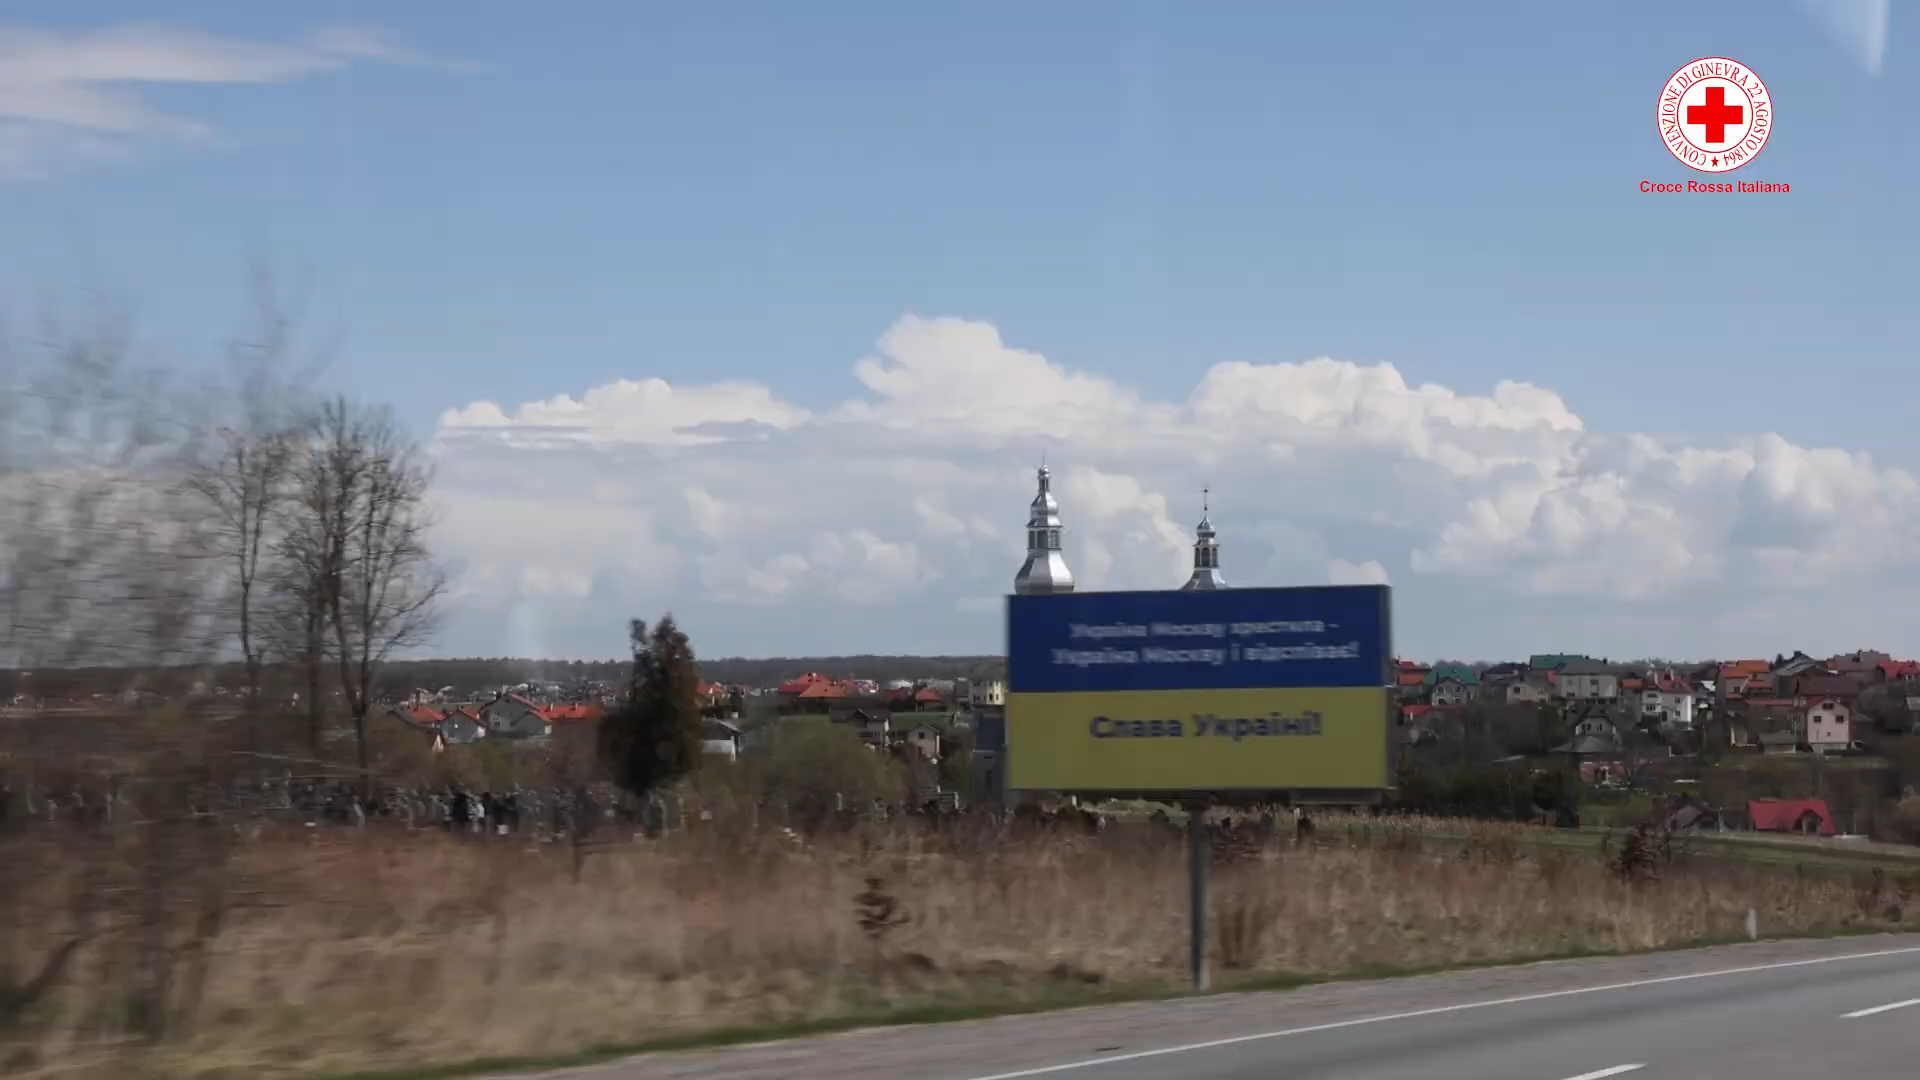 CONVENZIONE DI GINEVRA 22 AGOSTO 1864
Croce Rossa Italiana
Україна Москву хрестила -
Україна Москву і відспіває!
Слава Україні!